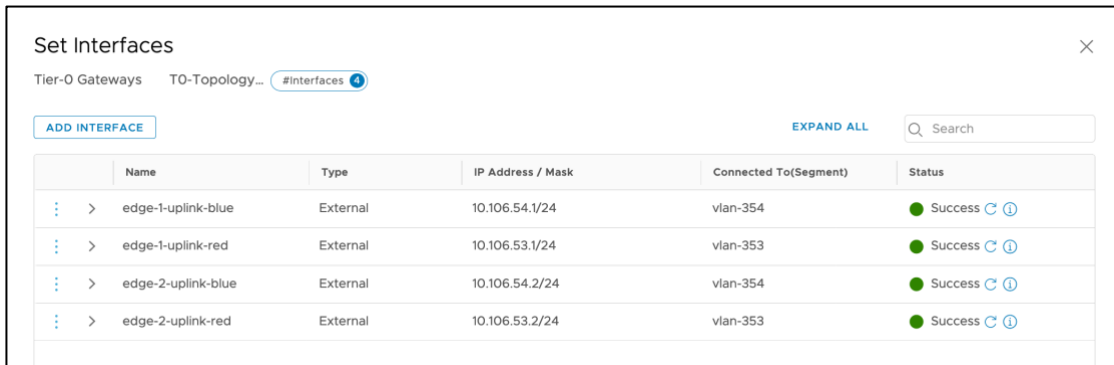 Set Interfaces
Tier-0 Gateways T0-Topology... #Interfaces 4
ADD INTERFACE EXPAND ALL Search
Name Type IP Address / Mask Connected To(Segment) Status
edge-1-uplink-blue External 10.106.54.1/24 vlan-354 Success
edge-1-uplink-red External 10.106.53.1/24 vlan-353 Success
edge-2-uplink-blue External 10.106.54.2/24 vlan-354 Success
edge-2-uplink-red External 10.106.53.2/24 vlan-353 Success